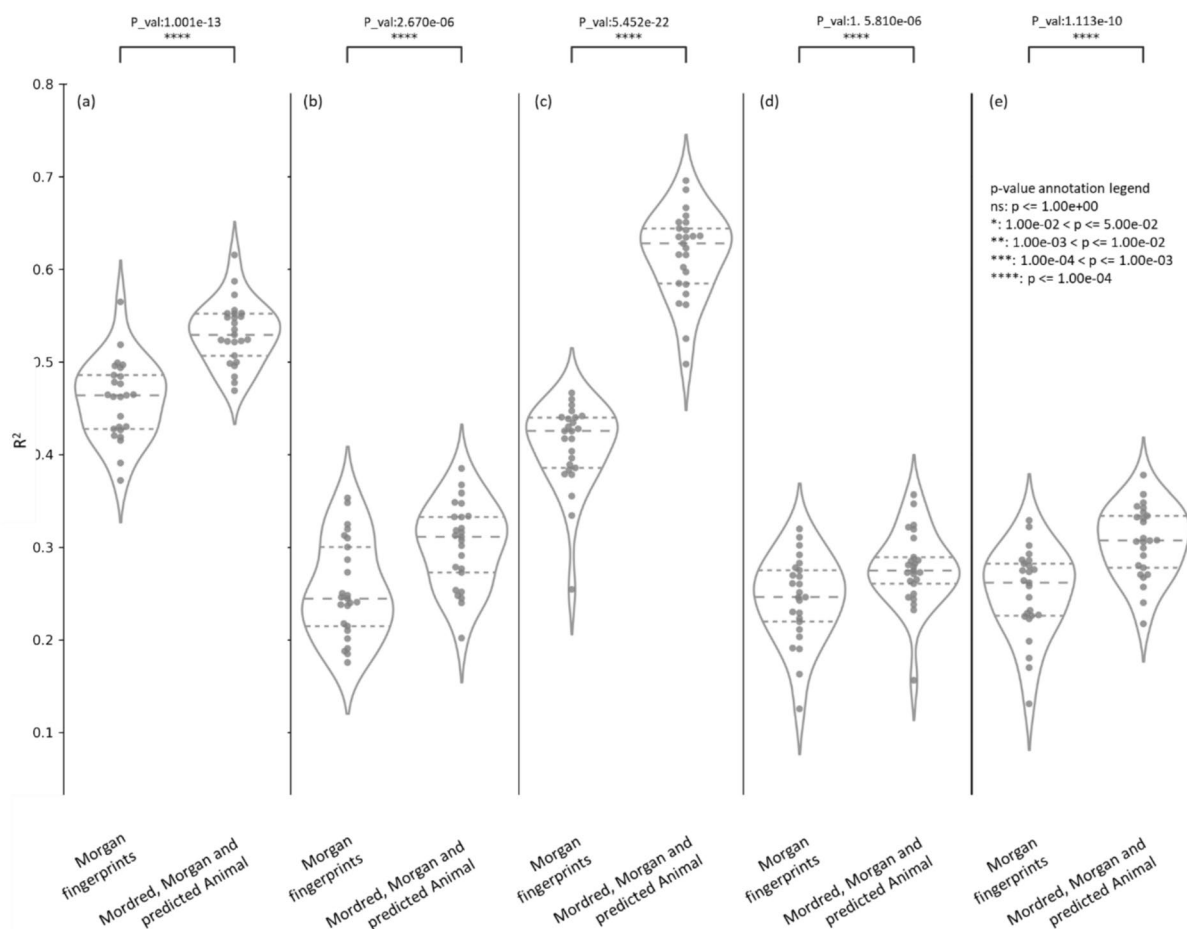 P_val:1.001e-13
****
P_val:2.670e-06
****
P_val:5.452e-22
****
P_val:1. 5.810e-06
****
P_val:1.113e-10
****
0.8
0.7
0.6
0.5
0.4
0.3
0.2
0.1
R²
(a)
(b)
(c)
(d)
(e)
p-value annotation legend
ns: p <= 1.00e+00
*: 1.00e-02 < p <= 5.00e-02
**: 1.00e-03 < p <= 1.00e-02
***: 1.00e-04 < p <= 1.00e-03
****: p <= 1.00e-04
Morgan
fingerprints
Mordred, Morgan and
predicted Animal
Morgan
fingerprints
Mordred, Morgan and
predicted Animal
Morgan
fingerprints
Mordred, Morgan and
predicted Animal
Morgan
fingerprints
Mordred, Morgan and
predicted Animal
Morgan
fingerprints
Mordred, Morgan and
predicted Animal